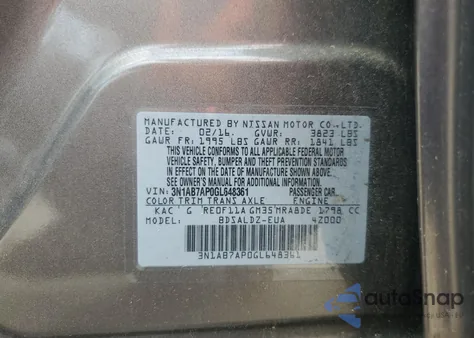 MANUFACTURED BY NISSAN MOTOR CO.,LTD.
DATE: 02/16. GVWR: 3823 LBS
GAWR FR: 1995 LBS GAWR RR: 1841 LBS
THIS VEHICLE CONFORMS TO ALL APPLICABLE FEDERAL MOTOR
VEHICLE SAFETY, BUMPER AND THEFT PREVENTION STANDARDS
IN EFFECT ON THE DATE OF MANUFACTURE SHOWN ABOVE.
SEE OWNER'S MANUAL FOR ADDITIONAL INFORMATION.
VIN: 3N1AB7AP0GL648361 PASSENGER CAR
COLOR TRIM TRANS AXLE ENGINE
KAC G RE0F11A GM35 MRA8DE 1798 CC
MODEL: BDSALDZ-EUA 42000
3N1AB7AP0GL648361
autoSnap